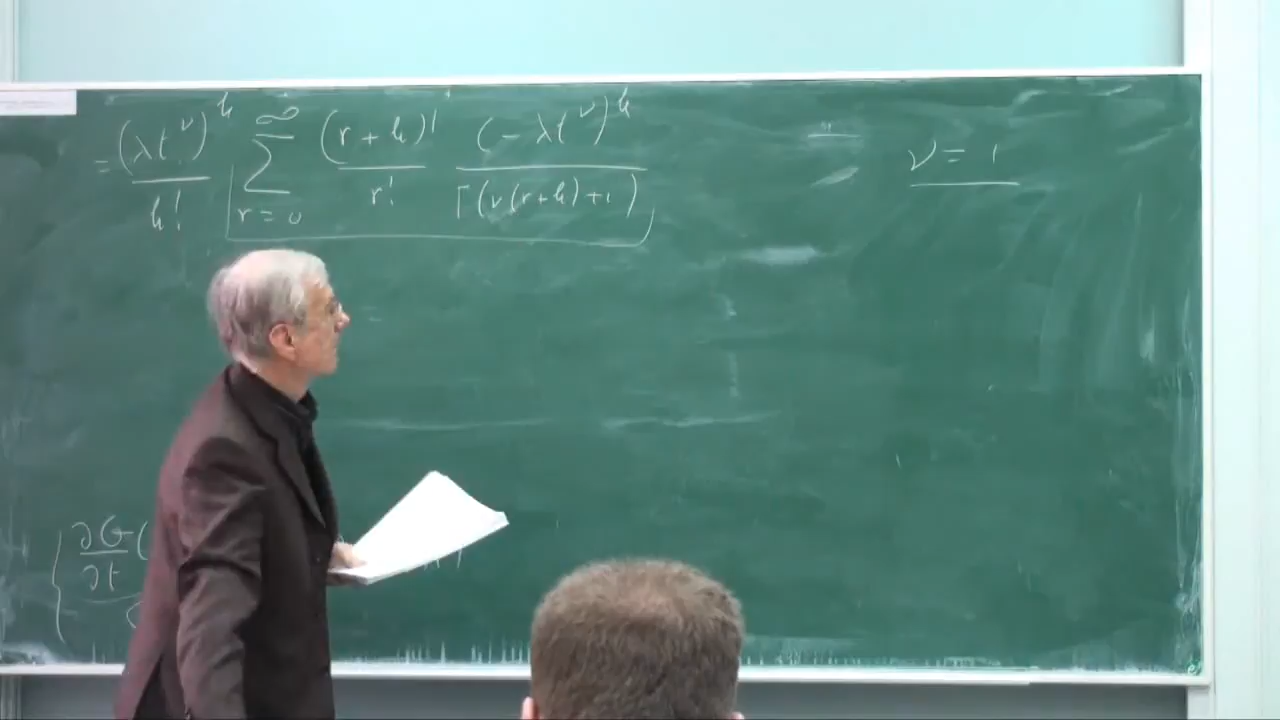 = (λt^ν)^k / k! ∑_{r=0}^{∞} (r+k)! / r! (-λt^ν)^k / Γ(ν(r+k)+1)
ν = 1
∂G / ∂t (